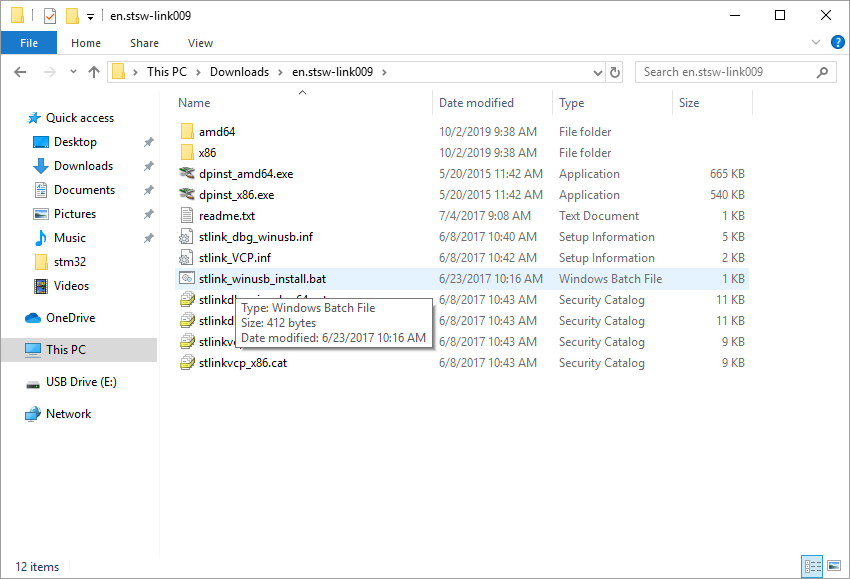 en.stsw-link009
File Home Share View
This PC Downloads en.stsw-link009 Search en.stsw-link009
Name Date modified Type Size
Quick access
Desktop
Downloads
Documents
Pictures
Music
stm32
Videos
OneDrive
This PC
USB Drive (E:)
Network
amd64 10/2/2019 9:38 AM File folder
x86 10/2/2019 9:38 AM File folder
dpinst_amd64.exe 5/20/2015 11:42 AM Application 665 KB
dpinst_x86.exe 5/20/2015 11:42 AM Application 540 KB
readme.txt 7/4/2017 9:08 AM Text Document 1 KB
stlink_dbg_winusb.inf 6/8/2017 10:40 AM Setup Information 5 KB
stlink_VCP.inf 6/8/2017 10:42 AM Setup Information 2 KB
stlink_winusb_install.bat 6/23/2017 10:16 AM Windows Batch File 1 KB
6/8/2017 10:43 AM Security Catalog 11 KB
6/8/2017 10:43 AM Security Catalog 11 KB
6/8/2017 10:43 AM Security Catalog 9 KB
stlinkvcp_x86.cat 6/8/2017 10:43 AM Security Catalog 9 KB
Type: Windows Batch File
Size: 412 bytes
Date modified: 6/23/2017 10:16 AM
12 items